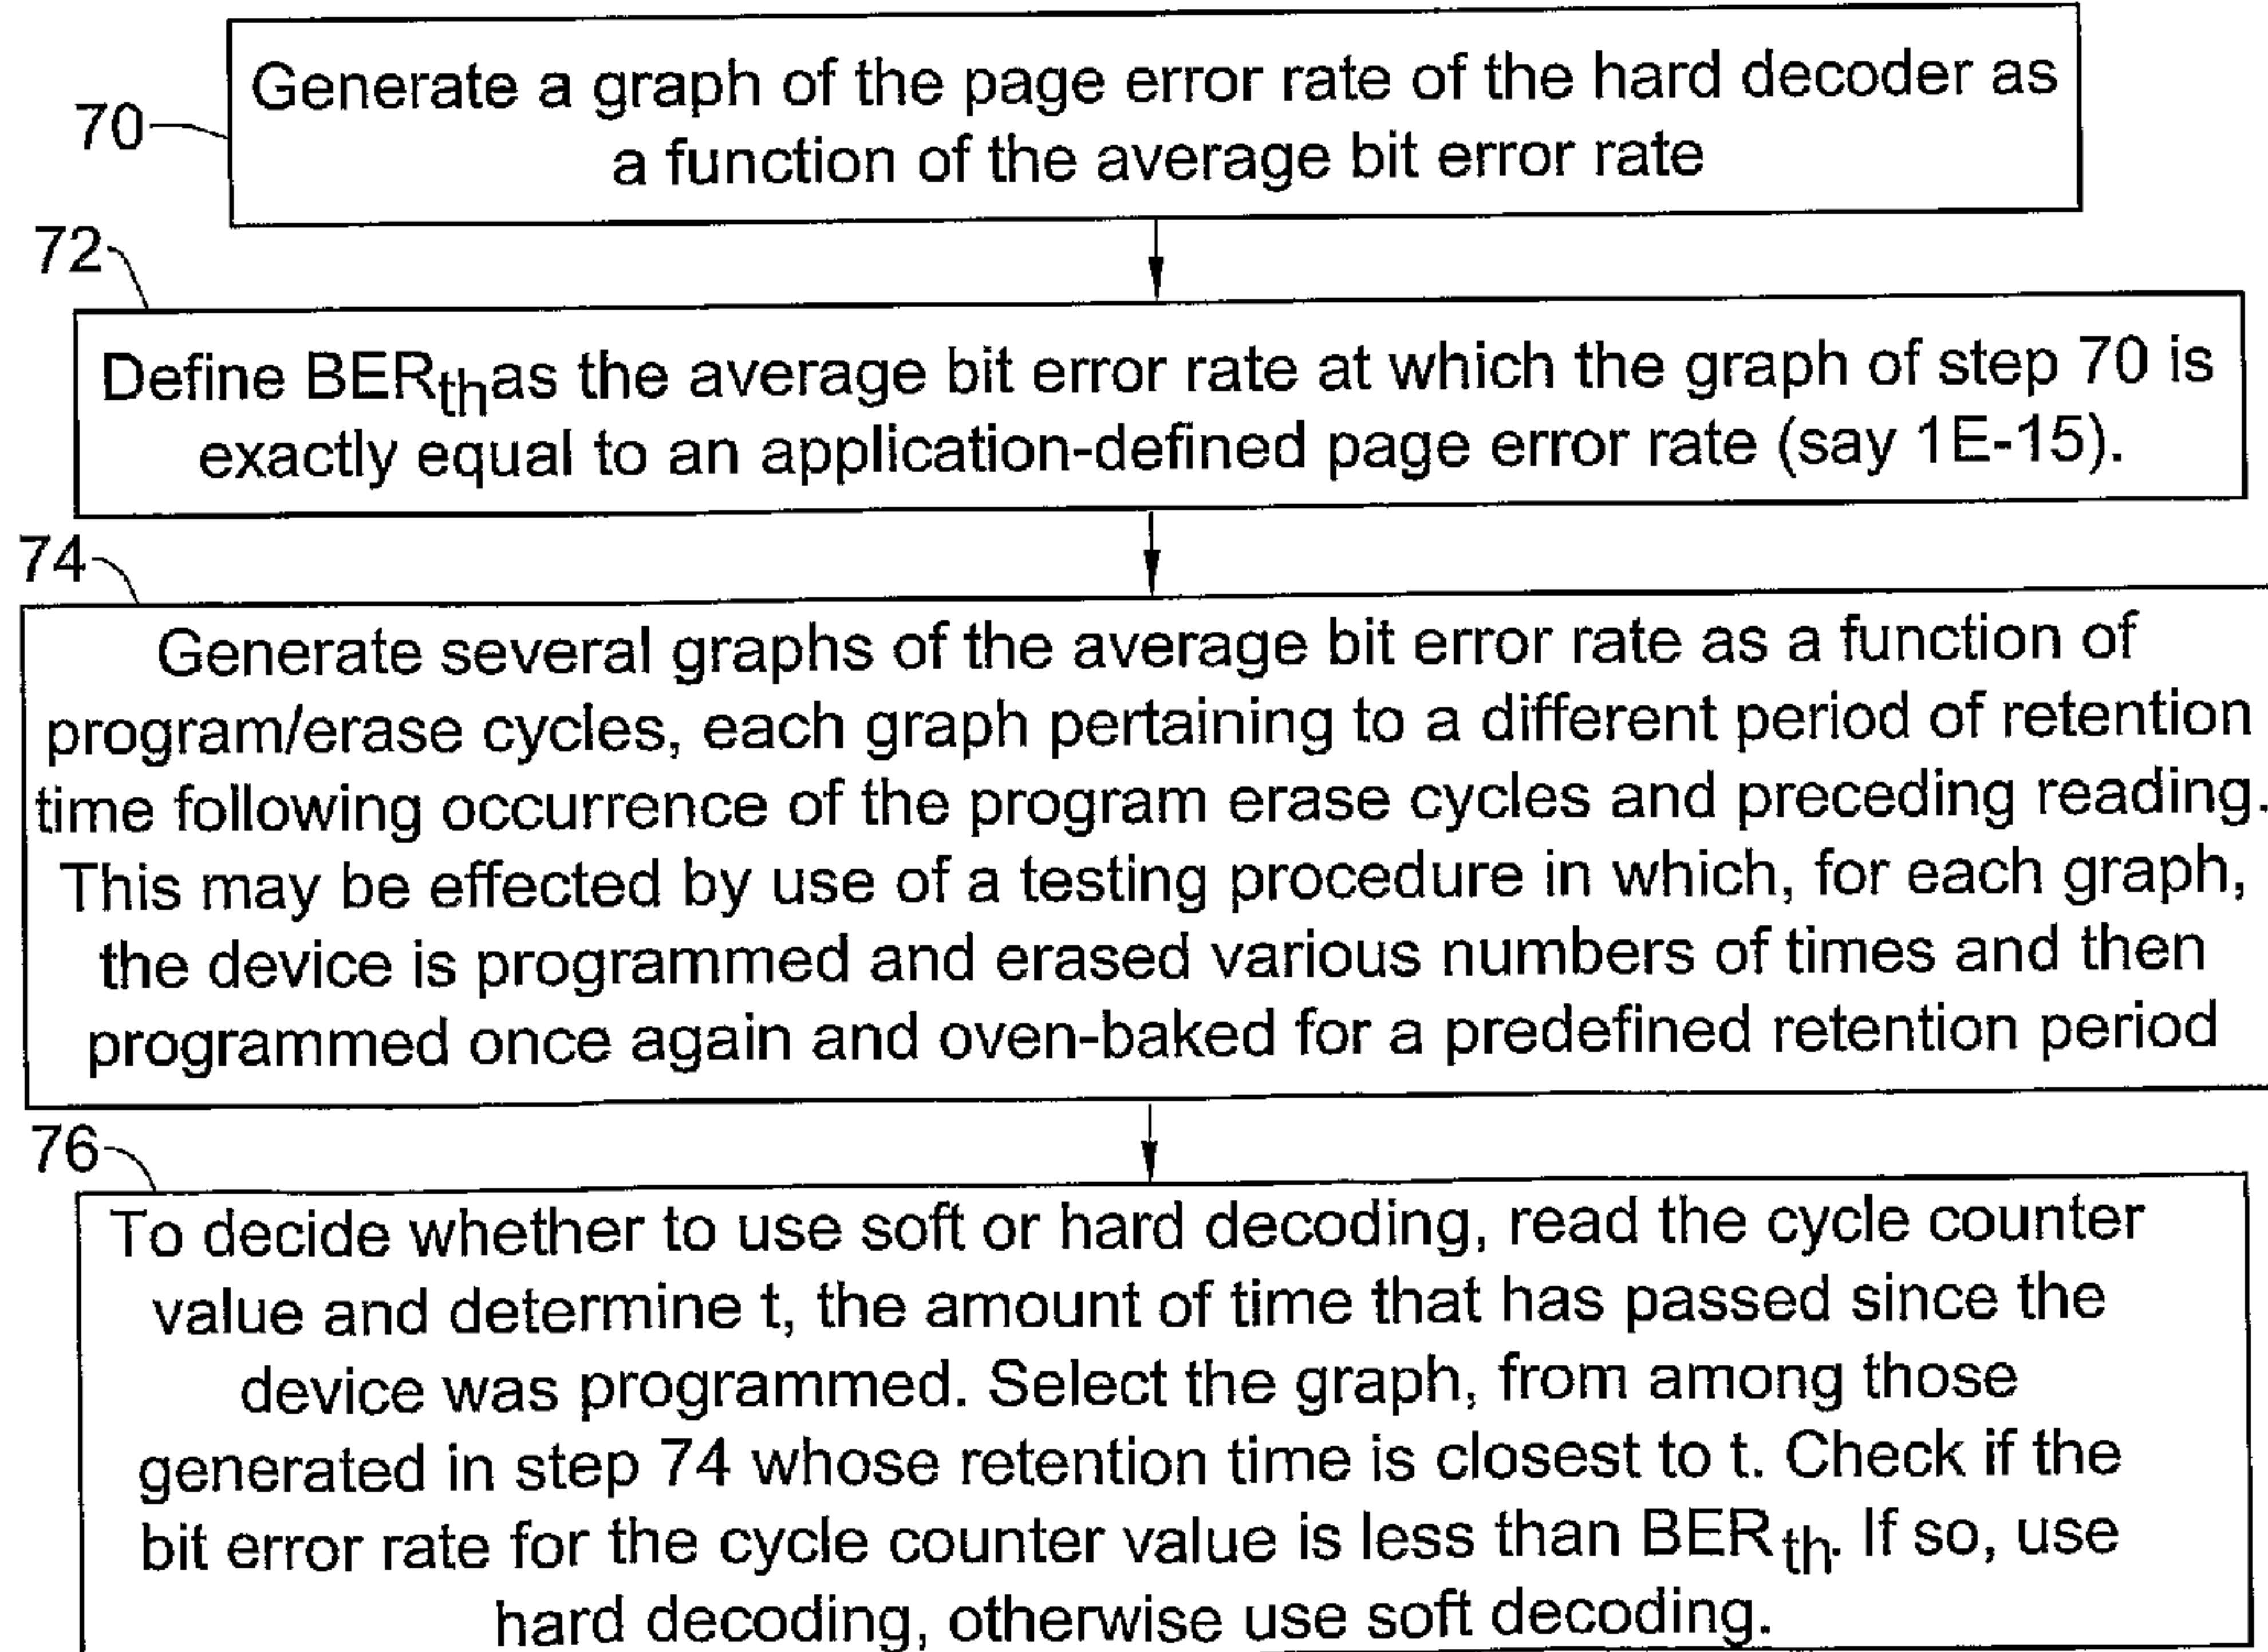 70
Generate a graph of the page error rate of the hard decoder as
a function of the average bit error rate
72
Define BERthas the average bit error rate at which the graph of step 70 is
exactly equal to an application-defined page error rate (say 1E-15).
74
Generate several graphs of the average bit error rate as a function of
program/erase cycles, each graph pertaining to a different period of retention
time following occurrence of the program erase cycles and preceding reading.
This may be effected by use of a testing procedure in which, for each graph,
the device is programmed and erased various numbers of times and then
programmed once again and oven-baked for a predefined retention period
76
To decide whether to use soft or hard decoding, read the cycle counter
value and determine t, the amount of time that has passed since the
device was programmed. Select the graph, from among those
generated in step 74 whose retention time is closest to t. Check if the
bit error rate for the cycle counter value is less than BERth. If so, use
hard decoding, otherwise use soft decoding.